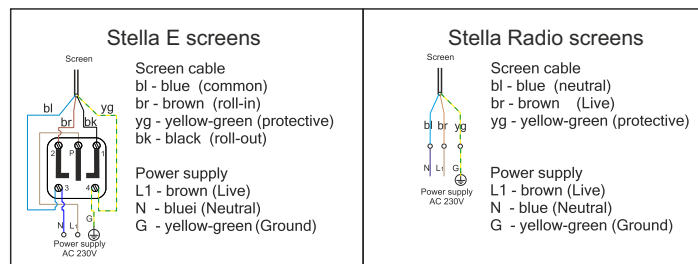 Stella E screens
Screen
bl
yg
br
bk
2
P
1
3
4
N
L1
G
Power supply
AC 230V
Screen cable
bl - blue (common)
br - brown (roll-in)
yg - yellow-green (protective)
bk - black (roll-out)
Power supply
L1 - brown (Live)
N - bluei (Neutral)
G - yellow-green (Ground)
Stella Radio screens
Screen
bl
br
yg
N
L1
G
Power supply
AC 230V
Screen cable
bl - blue (neutral)
br - brown (Live)
yg - yellow-green (protective)
Power supply
L1 - brown (Live)
N - blue (Neutral)
G - yellow-green (Ground)